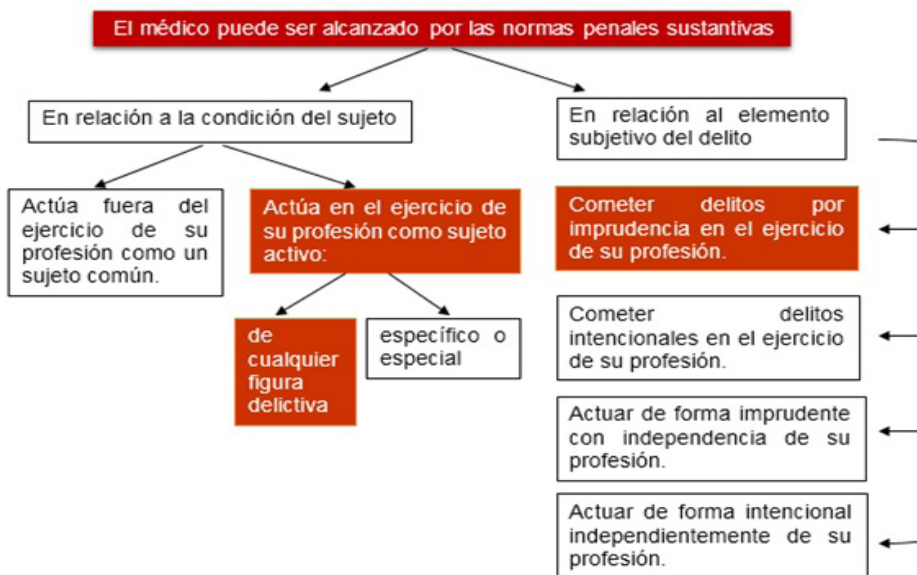 El médico puede ser alcanzado por las normas penales sustantivas
En relación a la condición del sujeto
En relación al elemento
subjetivo del delito
Actúa fuera del
ejercicio de su
profesión como un
sujeto común.
Actúa en el ejercicio de
su profesión como sujeto
activo:
de
cualquier
figura
delictiva
específico o
especial
Cometer delitos por
imprudencia en el ejercicio
de su profesión.
Cometer delitos
intencionales en el ejercicio
de su profesión.
Actuar de forma imprudente
con independencia de su
profesión.
Actuar de forma intencional
independientemente de su
profesión.